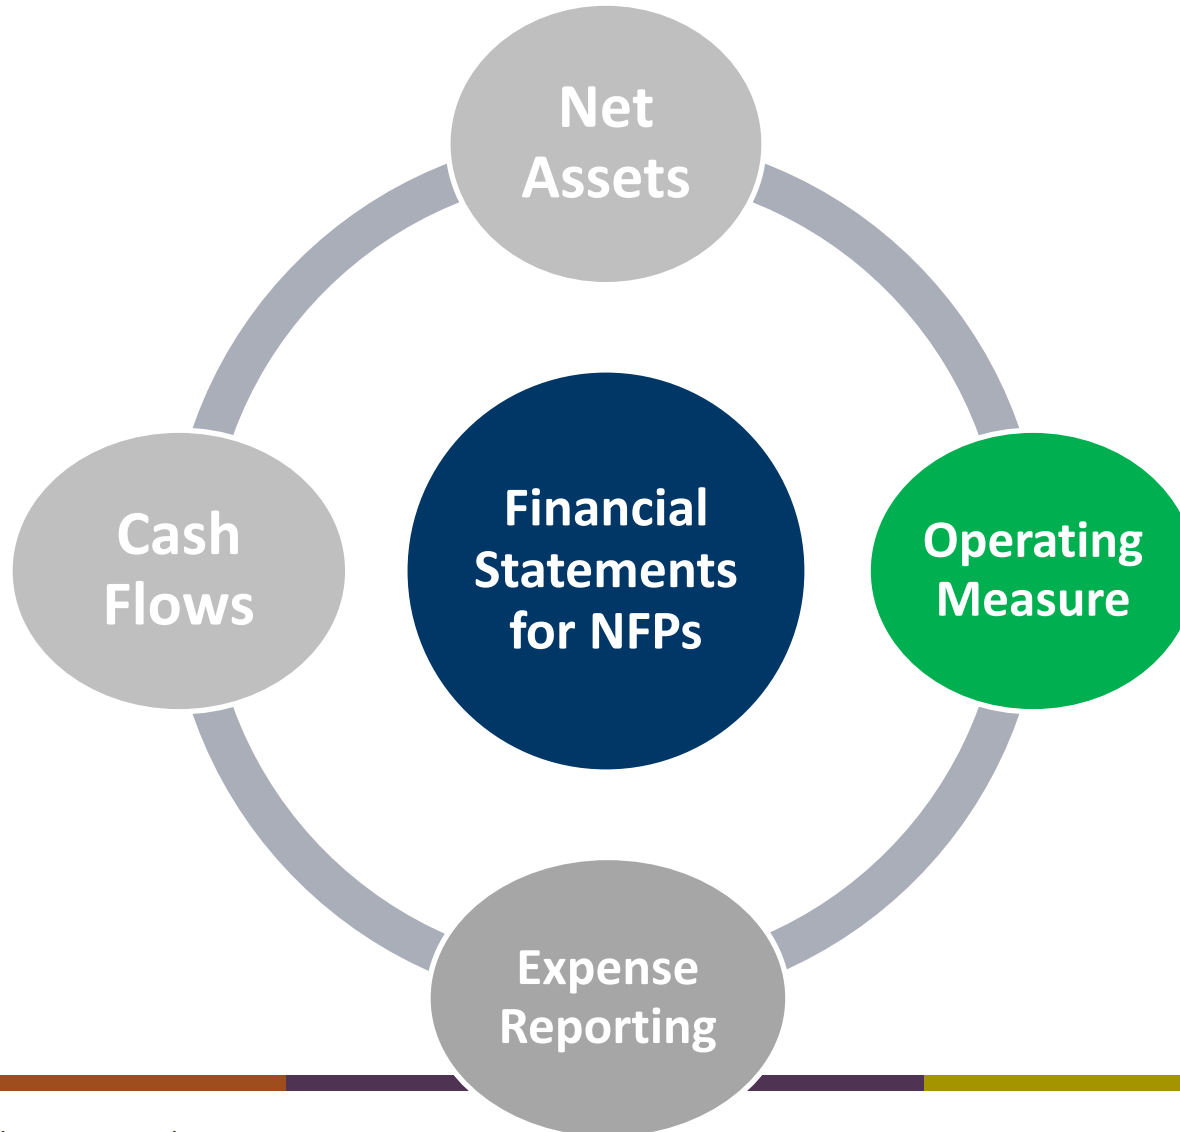 Net
Assets
Cash
Flows
Financial
Statements
for NFPs
Operating
Measure
Expense
Reporting